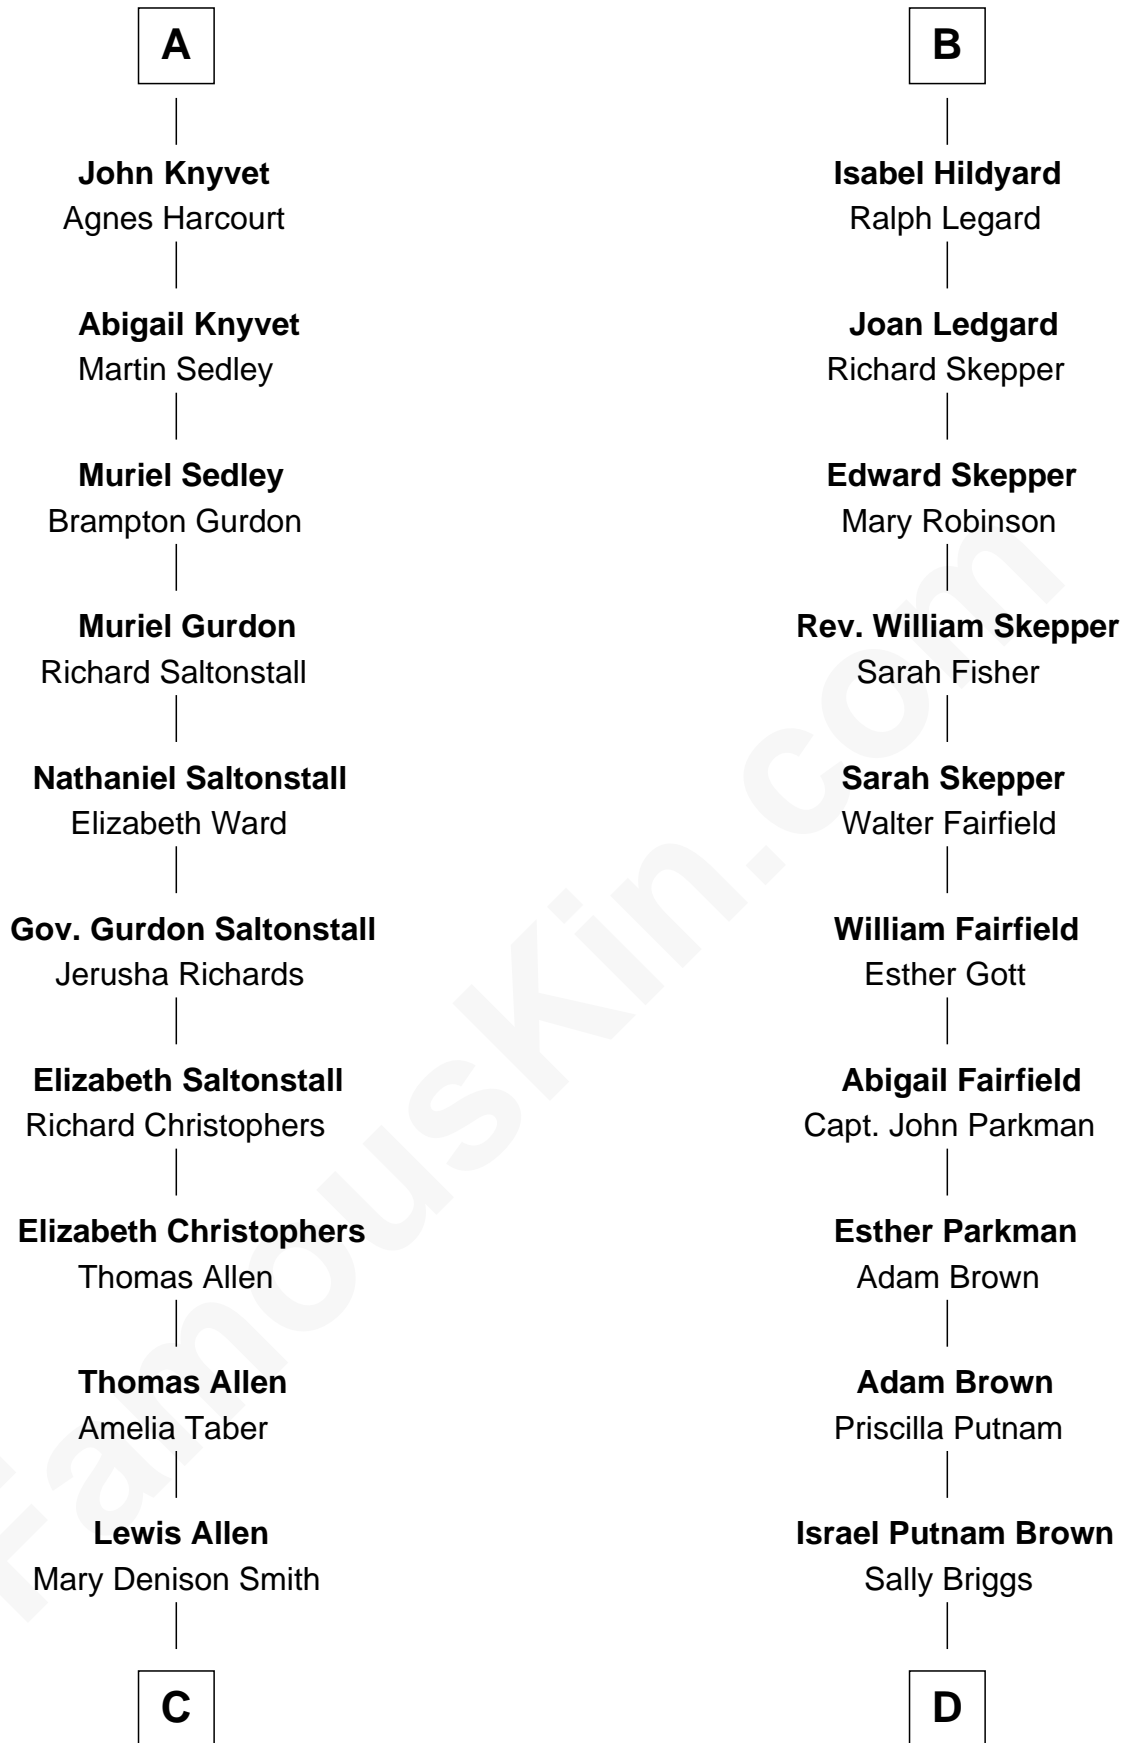 A
John Knyvet
Agnes Harcourt
Abigail Knyvet
Martin Sedley
Muriel Sedley
Brampton Gurdon
Muriel Gurdon
Richard Saltonstall
Nathaniel Saltonstall
Elizabeth Ward
Gov. Gurdon Saltonstall
Jerusha Richards
Elizabeth Saltonstall
Richard Christophers
Elizabeth Christophers
Thomas Allen
Thomas Allen
Amelia Taber
Lewis Allen
Mary Denison Smith
C
B
Isabel Hildyard
Ralph Legard
Joan Ledgard
Richard Skepper
Edward Skepper
Mary Robinson
Rev. William Skepper
Sarah Fisher
Sarah Skepper
Walter Fairfield
William Fairfield
Esther Gott
Abigail Fairfield
Capt. John Parkman
Esther Parkman
Adam Brown
Adam Brown
Priscilla Putnam
Israel Putnam Brown
Sally Briggs
D
FamousKin.com